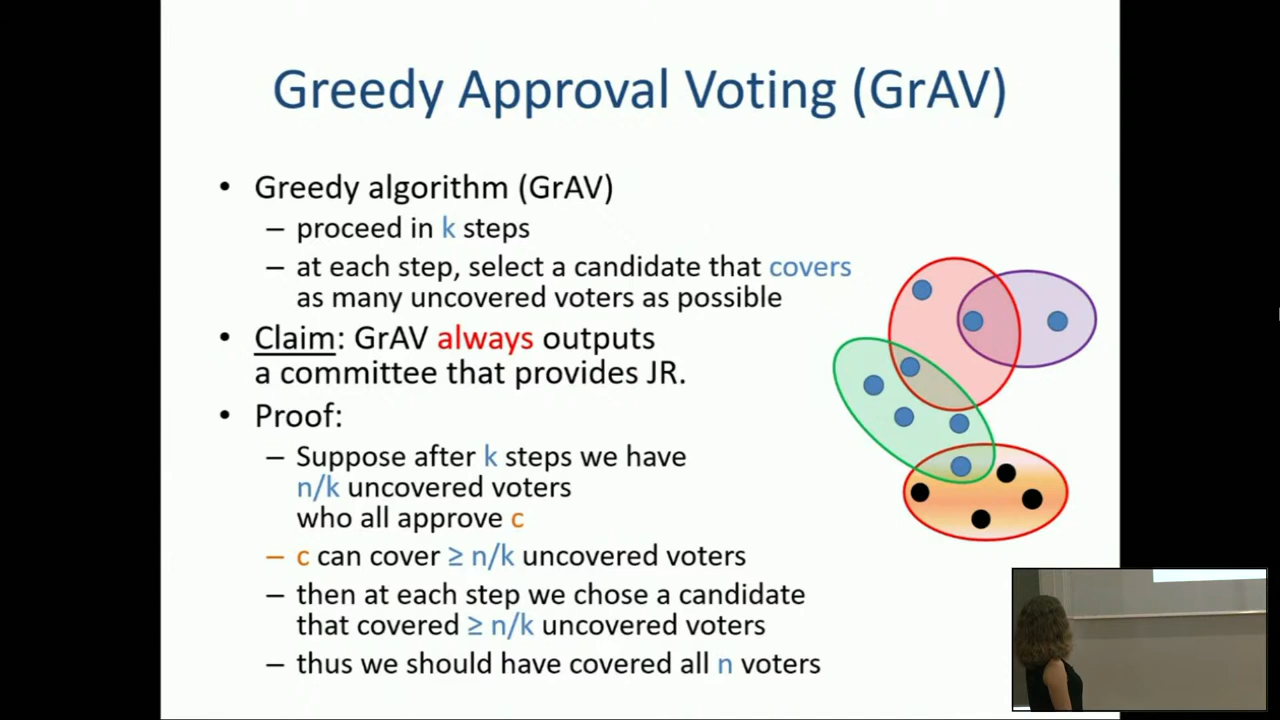 Greedy Approval Voting (GrAV)
• Greedy algorithm (GrAV)
– proceed in k steps
– at each step, select a candidate that covers
as many uncovered voters as possible
• Claim: GrAV always outputs
a committee that provides JR.
• Proof:
– Suppose after k steps we have
n/k uncovered voters
who all approve c
– c can cover ≥ n/k uncovered voters
– then at each step we chose a candidate
that covered ≥ n/k uncovered voters
– thus we should have covered all n voters